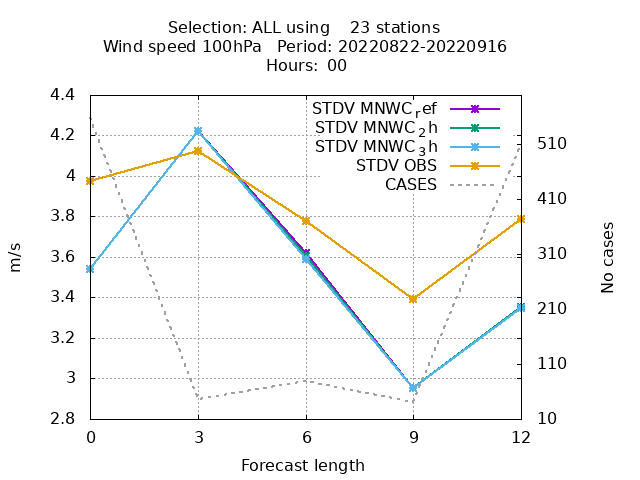 Selection: ALL using    23 stations
Wind speed 100hPa   Period: 20220822-20220916
Hours:  00
STDV MNWC_ref
STDV MNWC_2h
STDV MNWC_3h
STDV OBS
CASES
4.4
4.2
4
3.8
3.6
3.4
3.2
3
2.8
m/s
510
410
310
210
110
10
No cases
0 3 6 9 12
Forecast length